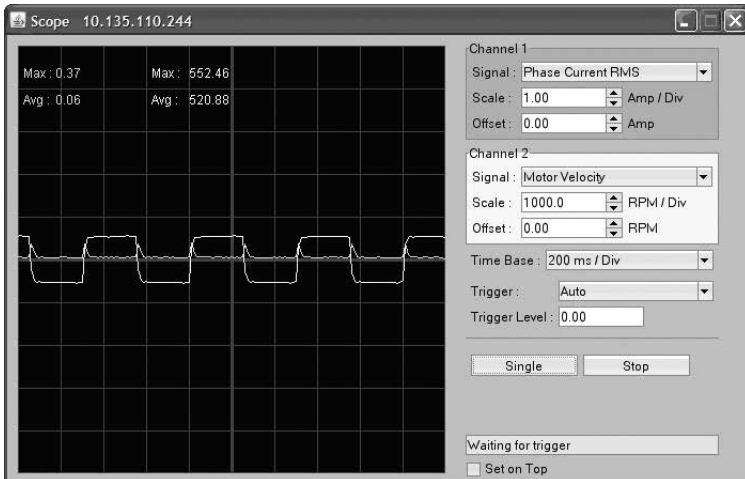 Scope 10.135.110.244
Max : 0.37 Max : 552.46
Avg : 0.06 Avg : 520.88
Channel 1
Signal : Phase Current RMS
Scale : 1.00 Amp / Div
Offset : 0.00 Amp
Channel 2
Signal : Motor Velocity
Scale : 1000.0 RPM / Div
Offset : 0.00 RPM
Time Base : 200 ms / Div
Trigger : Auto
Trigger Level : 0.00
Single Stop
Waiting for trigger
Set on Top